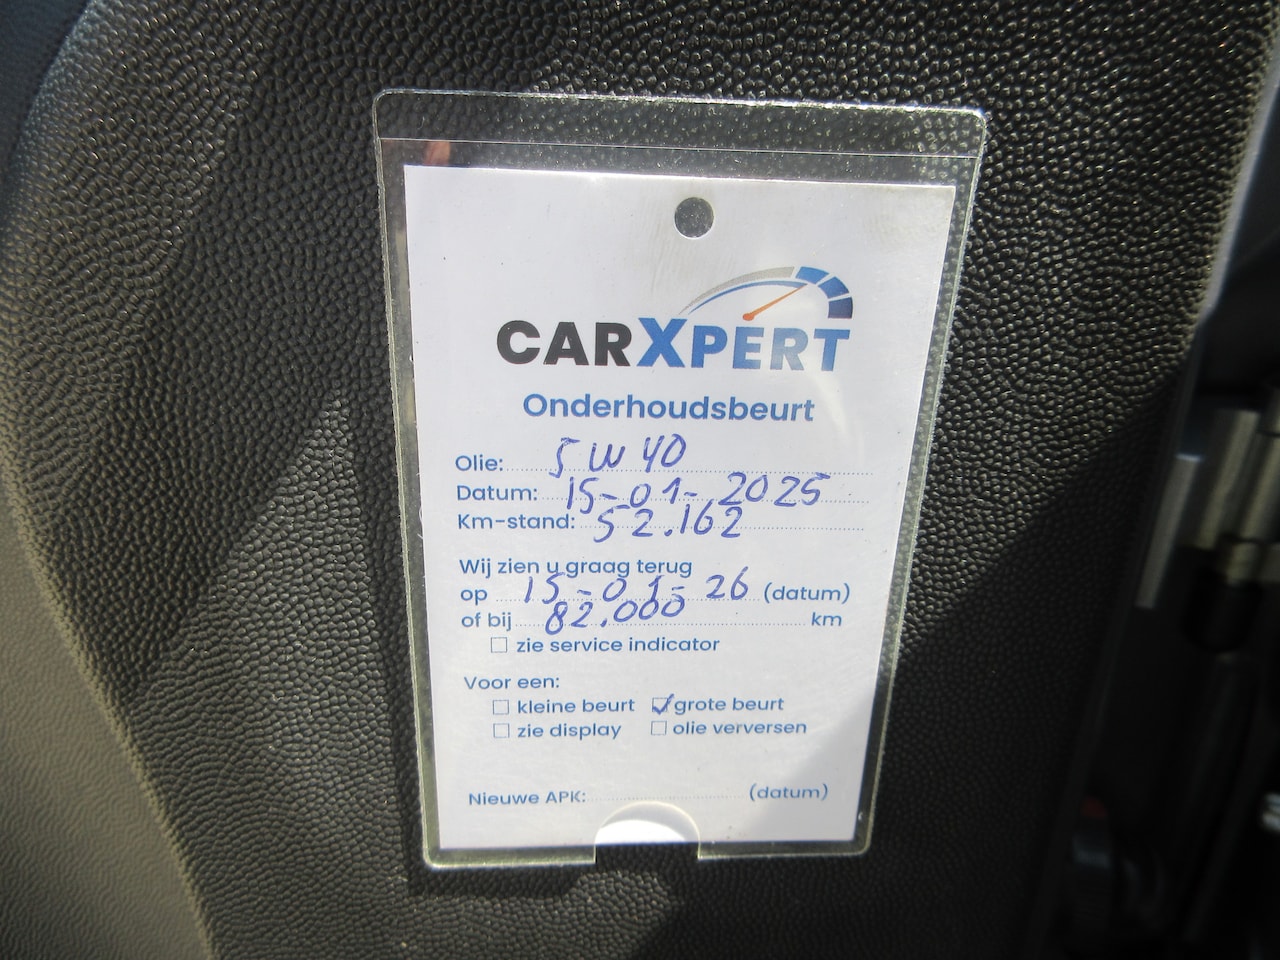 CARXPERT
Onderhoudsbeurt
Olie: 5W40
Datum: 15-01-2025
Km-stand: 52.162
Wij zien u graag terug
op 15-01-26 (datum)
of bij 82.000 km
☐ zie service indicator
Voor een:
☐ kleine beurt ☑ grote beurt
☐ zie display ☐ olie verversen
Nieuwe APK: (datum)